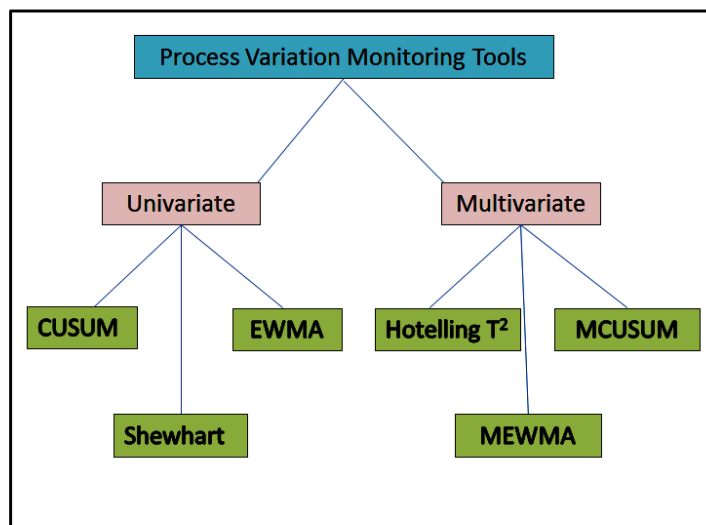 Process Variation Monitoring Tools
Univariate
Multivariate
CUSUM
EWMA
Hotelling T²
MCUSUM
Shewhart
MEWMA